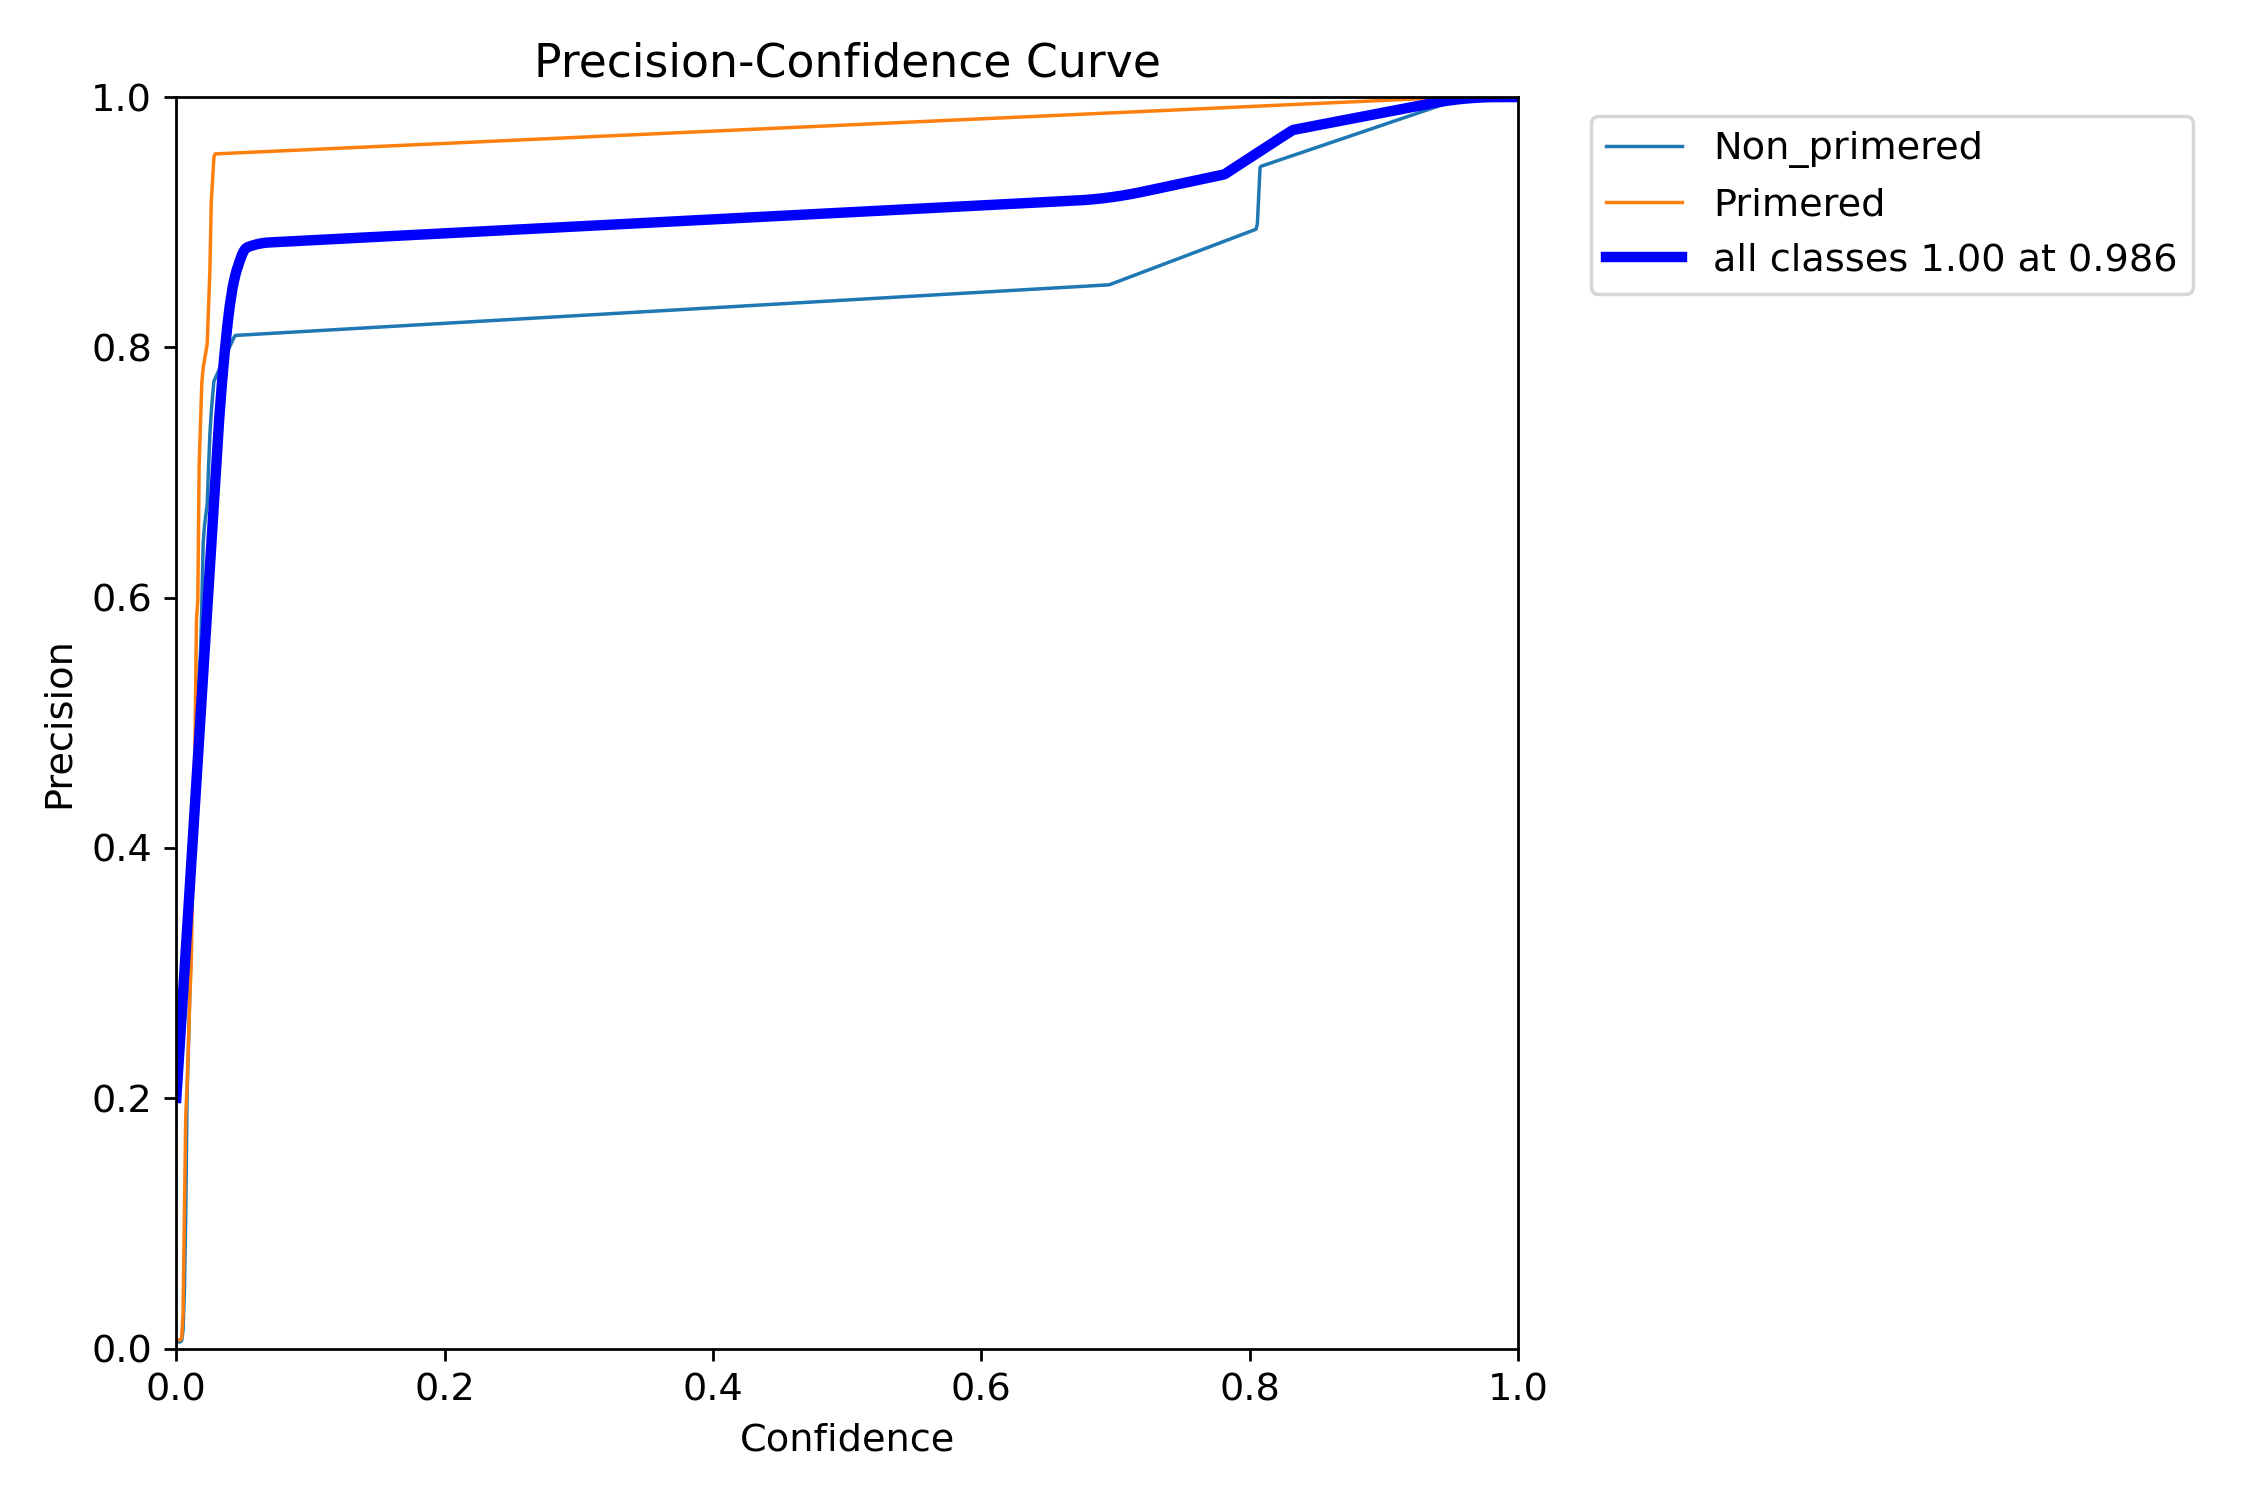 Precision-Confidence Curve
1.0
0.8
0.6
0.4
0.2
0.0
Precision
0.0 0.2 0.4 0.6 0.8 1.0
Confidence
Non_primered
Primered
all classes 1.00 at 0.986